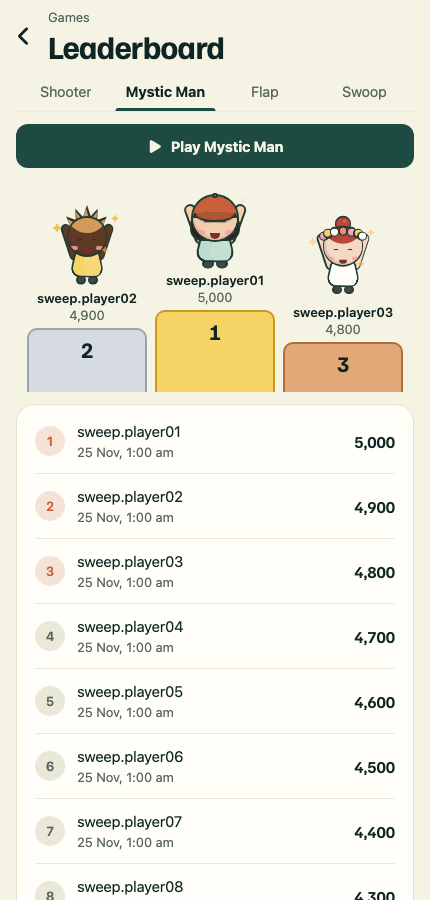 Games
Leaderboard
Shooter Mystic Man Flap Swoop
Play Mystic Man
sweep.player02
4,900
2
sweep.player01
5,000
1
sweep.player03
4,800
3
1 sweep.player01 5,000
25 Nov, 1:00 am
2 sweep.player02 4,900
25 Nov, 1:00 am
3 sweep.player03 4,800
25 Nov, 1:00 am
4 sweep.player04 4,700
25 Nov, 1:00 am
5 sweep.player05 4,600
25 Nov, 1:00 am
6 sweep.player06 4,500
25 Nov, 1:00 am
7 sweep.player07 4,400
25 Nov, 1:00 am
8 sweep.player08 4,300